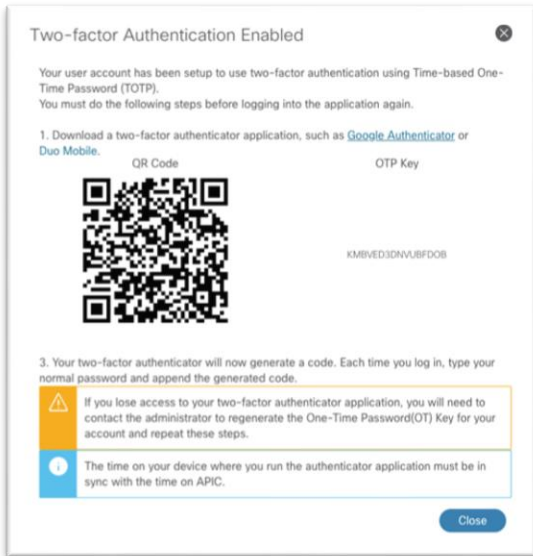 Two-factor Authentication Enabled
Your user account has been setup to use two-factor authentication using Time-based One-
Time Password (TOTP).
You must do the following steps before logging into the application again.
1. Download a two-factor authenticator application, such as Google Authenticator or
Duo Mobile.
QR Code
OTP Key
KMBVED3DNVUBFDOB
3. Your two-factor authenticator will now generate a code. Each time you log in, type your
normal password and append the generated code.
If you lose access to your two-factor authenticator application, you will need to
contact the administrator to regenerate the One-Time Password(OT) Key for your
account and repeat these steps.
The time on your device where you run the authenticator application must be in
sync with the time on APIC.
Close